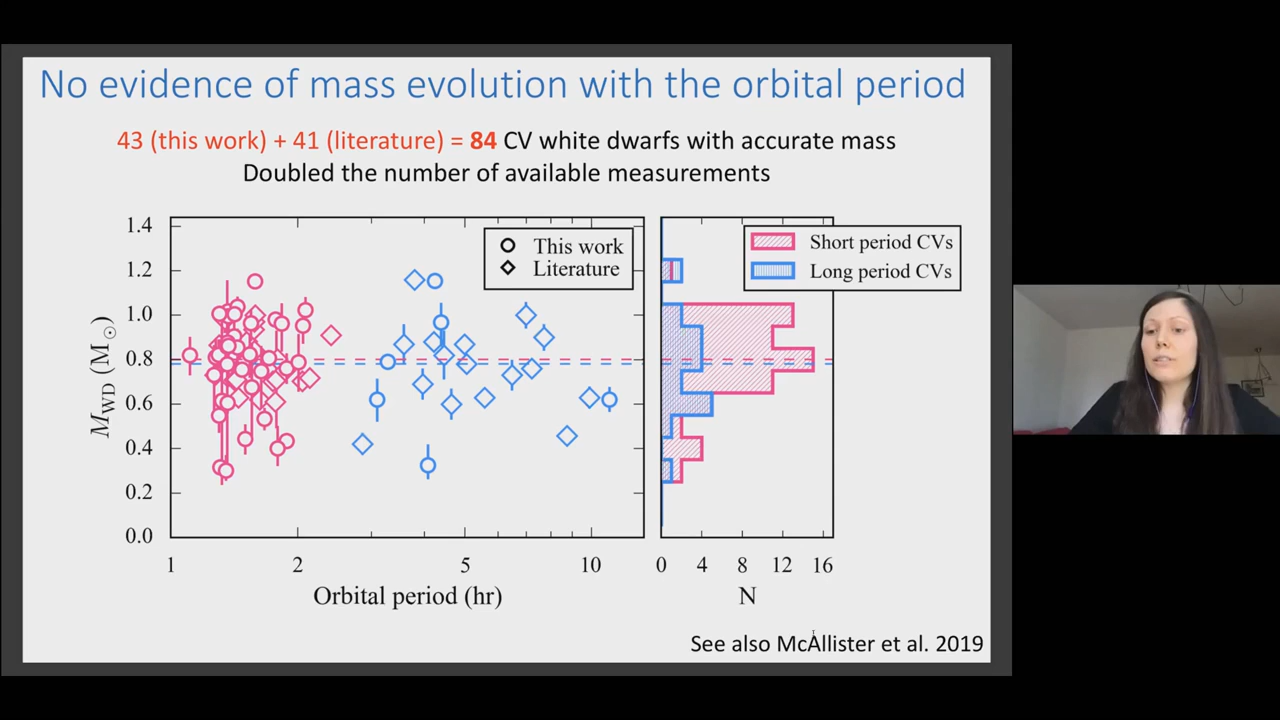 No evidence of mass evolution with the orbital period
43 (this work) + 41 (literature) = 84 CV white dwarfs with accurate mass
Doubled the number of available measurements
1.4
1.2
1.0
0.8
0.6
0.4
0.2
0.0
M_WD (M_⊙)
This work
Literature
Short period CVs
Long period CVs
1 2 5 10
0 4 8 12 16
Orbital period (hr)
N
See also McAllister et al. 2019